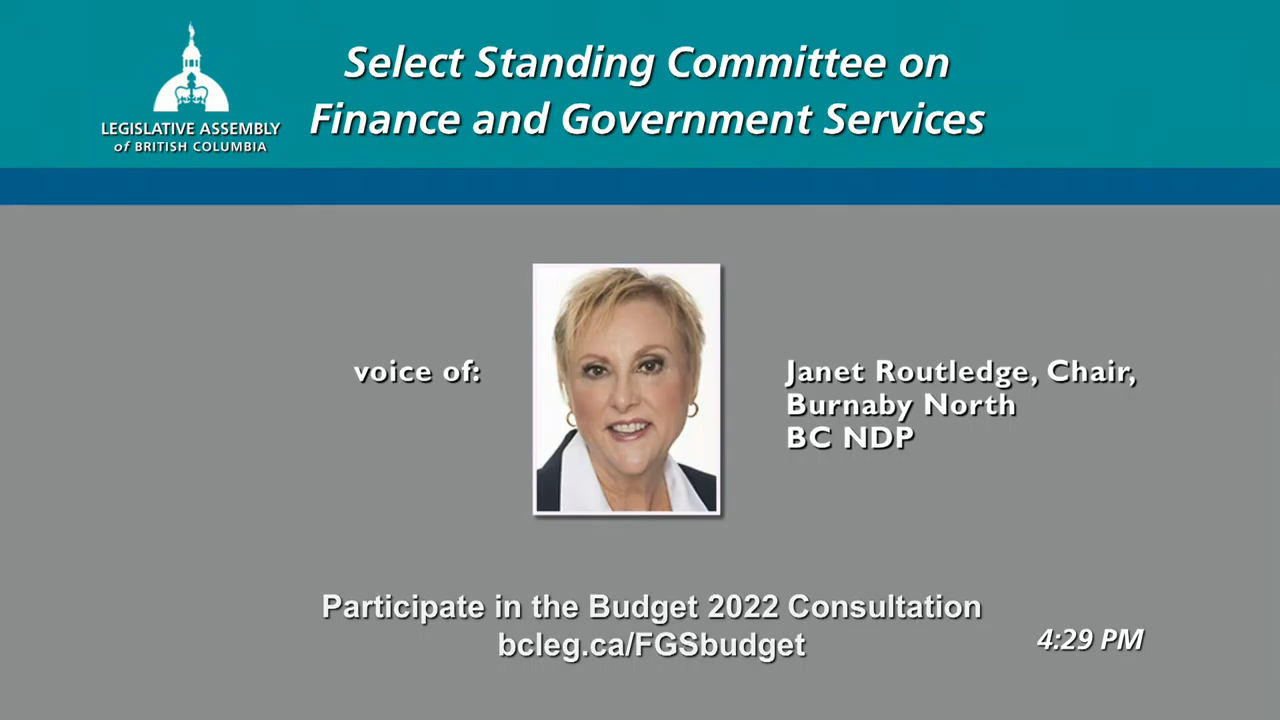 Select Standing Committee on
Finance and Government Services
LEGISLATIVE ASSEMBLY
of BRITISH COLUMBIA
voice of:
Janet Routledge, Chair,
Burnaby North
BC NDP
Participate in the Budget 2022 Consultation
bcleg.ca/FGSbudget
4:29 PM